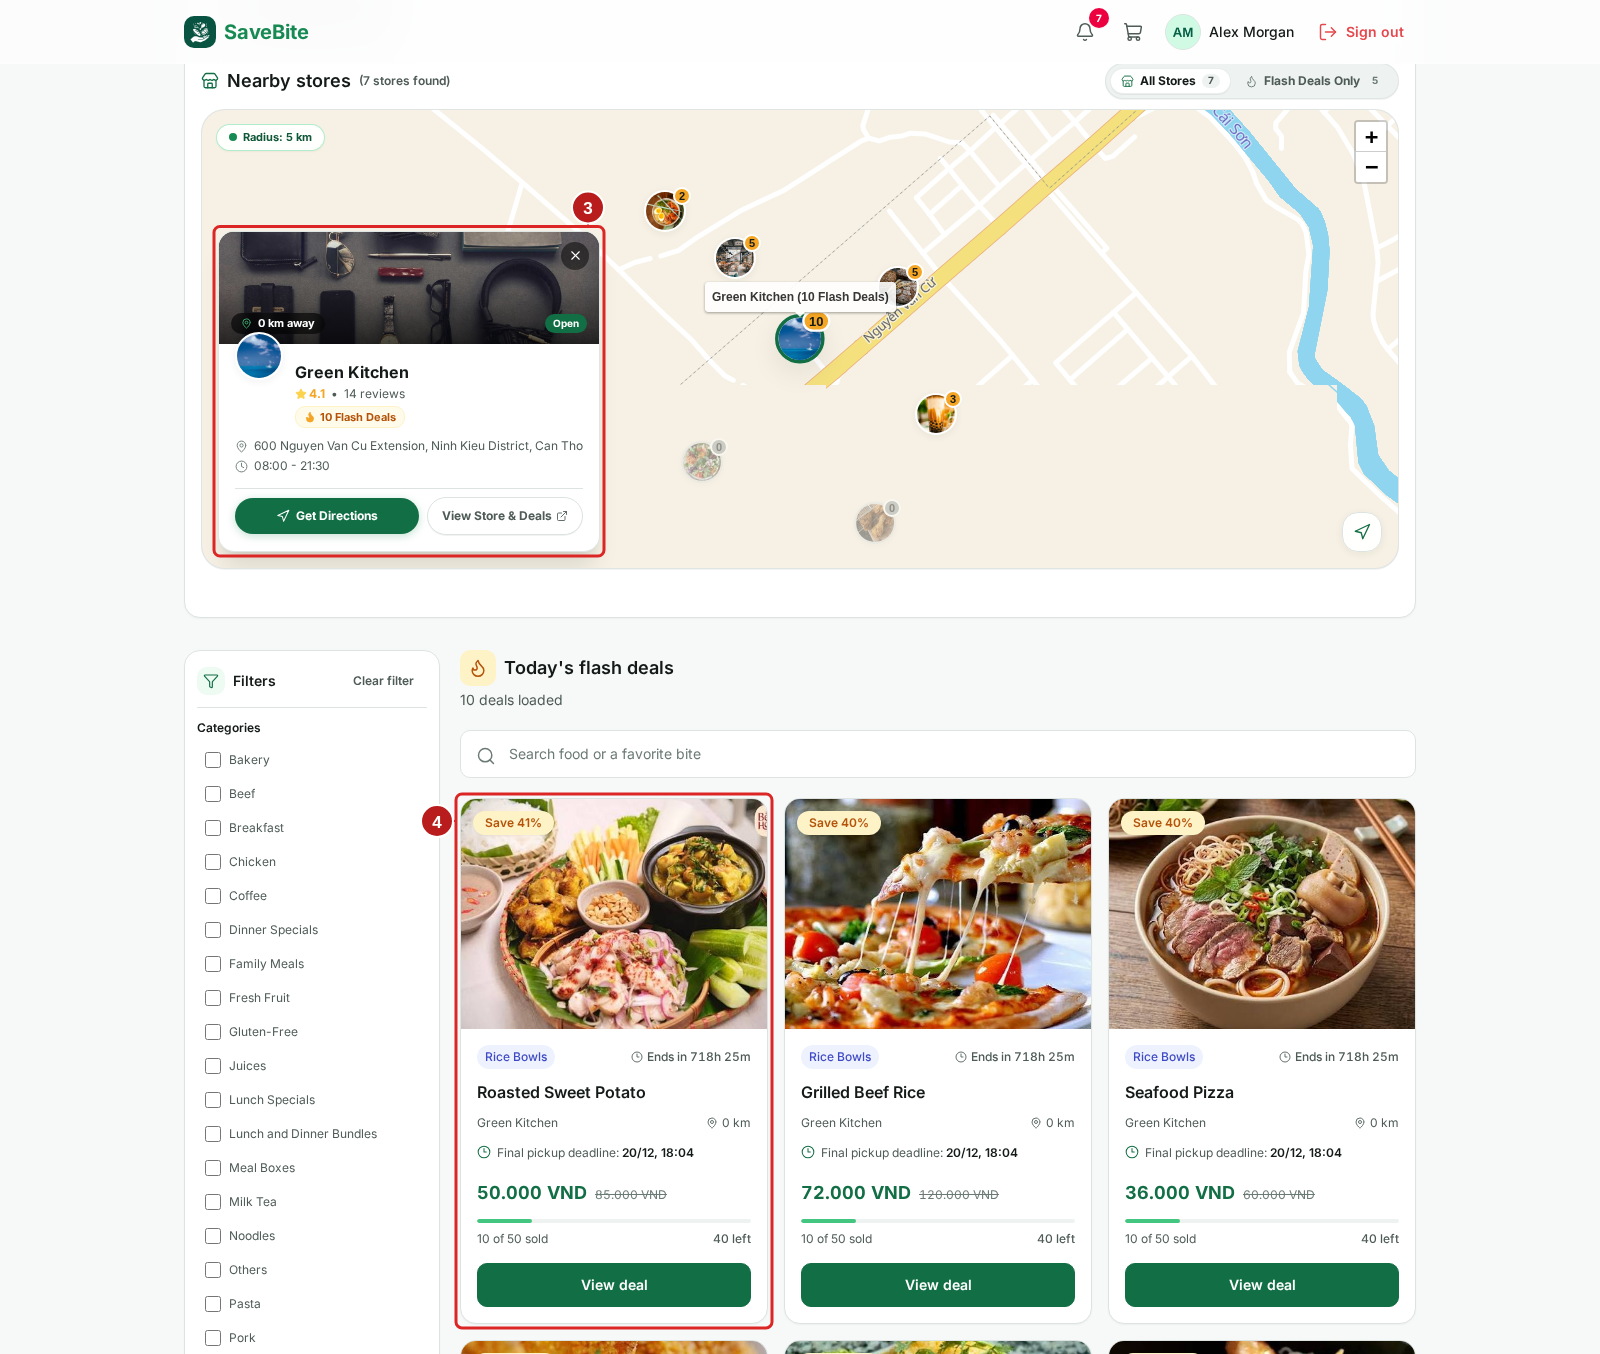 SaveBite
7
AM
Alex Morgan
Sign out
Nearby stores
(7 stores found)
All Stores 7
Flash Deals Only 5
Radius: 5 km
Cái Sơn
+
−
2
3
5
5
Green Kitchen (10 Flash Deals)
10
Nguyễn Văn Cừ
3
0
0
0 km away
Open
Green Kitchen
4.1 • 14 reviews
10 Flash Deals
600 Nguyen Van Cu Extension, Ninh Kieu District, Can Tho
08:00 - 21:30
Get Directions
View Store & Deals
Filters
Clear filter
Categories
Bakery
Beef
Breakfast
Chicken
Coffee
Dinner Specials
Family Meals
Fresh Fruit
Gluten-Free
Juices
Lunch Specials
Lunch and Dinner Bundles
Meal Boxes
Milk Tea
Noodles
Others
Pasta
Pork
Today's flash deals
10 deals loaded
Search food or a favorite bite
4
Save 41%
Rice Bowls
Ends in 718h 25m
Roasted Sweet Potato
Green Kitchen
0 km
Final pickup deadline: 20/12, 18:04
50.000 VND 85.000 VND
10 of 50 sold
40 left
View deal
Save 40%
Rice Bowls
Ends in 718h 25m
Grilled Beef Rice
Green Kitchen
0 km
Final pickup deadline: 20/12, 18:04
72.000 VND 120.000 VND
10 of 50 sold
40 left
View deal
Save 40%
Rice Bowls
Ends in 718h 25m
Seafood Pizza
Green Kitchen
0 km
Final pickup deadline: 20/12, 18:04
36.000 VND 60.000 VND
10 of 50 sold
40 left
View deal